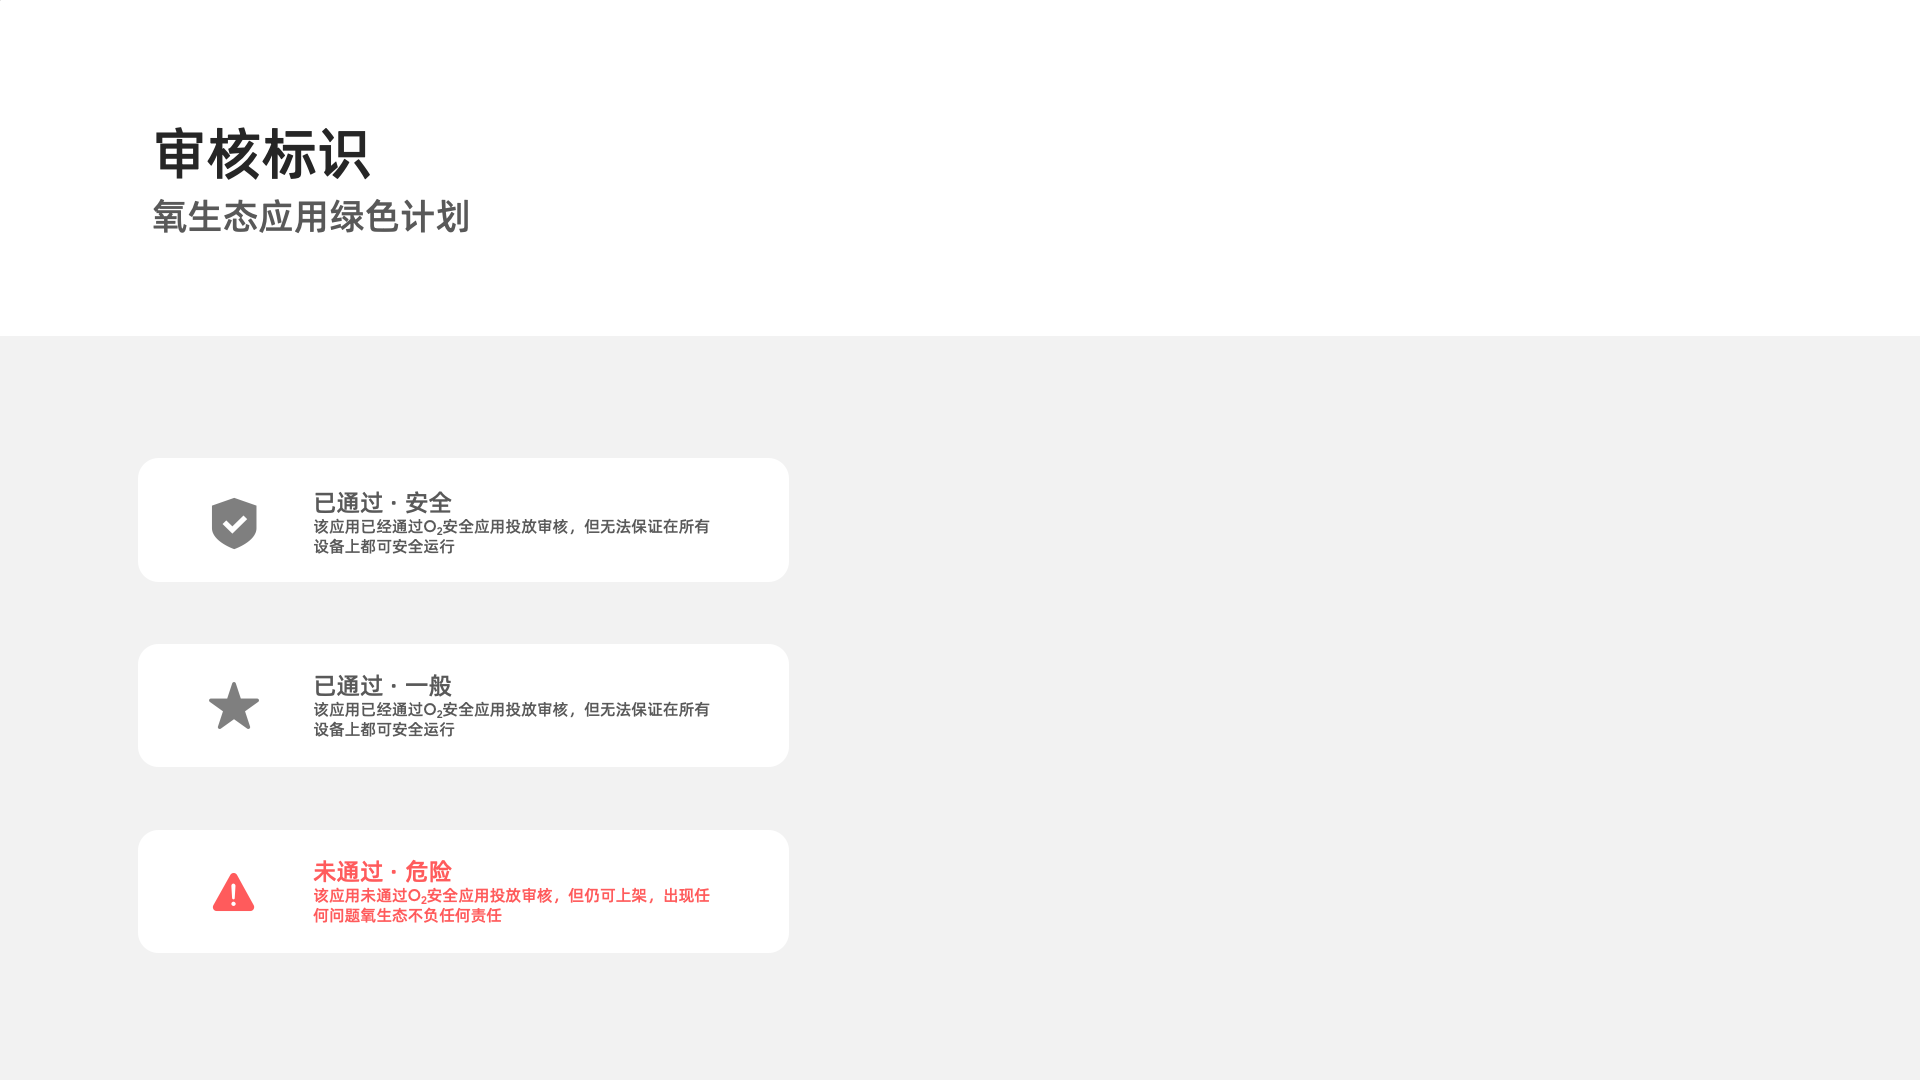 审核标识
氧生态应用绿色计划
已通过 · 安全
该应用已经通过O₂安全应用投放审核，但无法保证在所有
设备上都可安全运行
已通过 · 一般
该应用已经通过O₂安全应用投放审核，但无法保证在所有
设备上都可安全运行
未通过 · 危险
该应用未通过O₂安全应用投放审核，但仍可上架，出现任
何问题氧生态不负任何责任